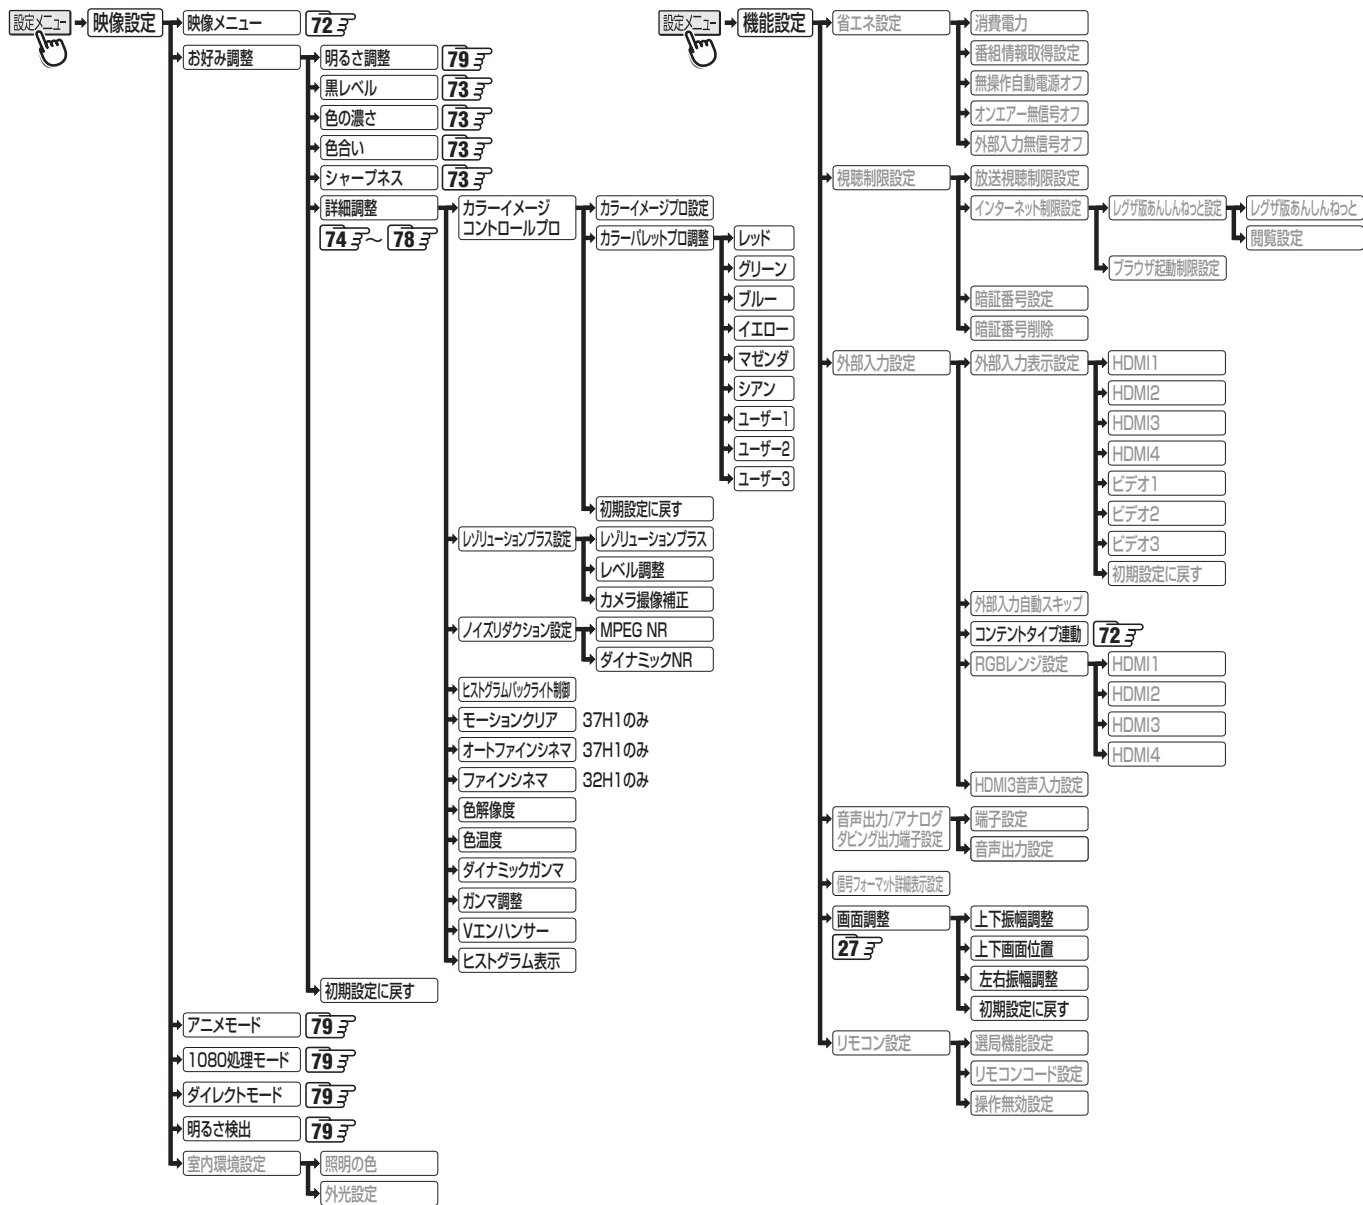 設定メニュー
映像設定
映像メニュー
72
お好み調整
明るさ調整
79
黒レベル
73
色の濃さ
73
色合い
73
シャープネス
73
詳細調整
74 ～ 78
カラーイメージ
コントロールプロ
カラーイメージプロ設定
カラーパレットプロ調整
レッド
グリーン
ブルー
イエロー
マゼンダ
シアン
ユーザー1
ユーザー2
ユーザー3
初期設定に戻す
レゾリューションプラス設定
レゾリューションプラス
レベル調整
カメラ撮像補正
ノイズリダクション設定
MPEG NR
ダイナミックNR
ヒストグラムバックライト制御
モーションクリア
37H1のみ
オートファインシネマ
37H1のみ
ファインシネマ
32H1のみ
色解像度
色温度
ダイナミックガンマ
ガンマ調整
Vエンハンサー
ヒストグラム表示
初期設定に戻す
アニメモード
79
1080処理モード
79
ダイレクトモード
79
明るさ検出
79
室内環境設定
照明の色
外光設定
設定メニュー
機能設定
省エネ設定
消費電力
番組情報取得設定
無操作自動電源オフ
オンエアー無信号オフ
外部入力無信号オフ
視聴制限設定
放送視聴制限設定
インターネット制限設定
レグザ版あんしんねっと設定
レグザ版あんしんねっと
閲覧設定
ブラウザ起動制限設定
暗証番号設定
暗証番号削除
外部入力設定
外部入力表示設定
HDMI1
HDMI2
HDMI3
HDMI4
ビデオ1
ビデオ2
ビデオ3
初期設定に戻す
外部入力自動スキップ
コンテントタイプ連動
72
RGBレンジ設定
HDMI1
HDMI2
HDMI3
HDMI4
HDMI3音声入力設定
音声出力/アナログ
ダビング出力端子設定
端子設定
音声出力設定
信号フォーマット詳細表示設定
画面調整
27
上下振幅調整
上下画面位置
左右振幅調整
初期設定に戻す
リモコン設定
選局機能設定
リモコンコード設定
操作無効設定